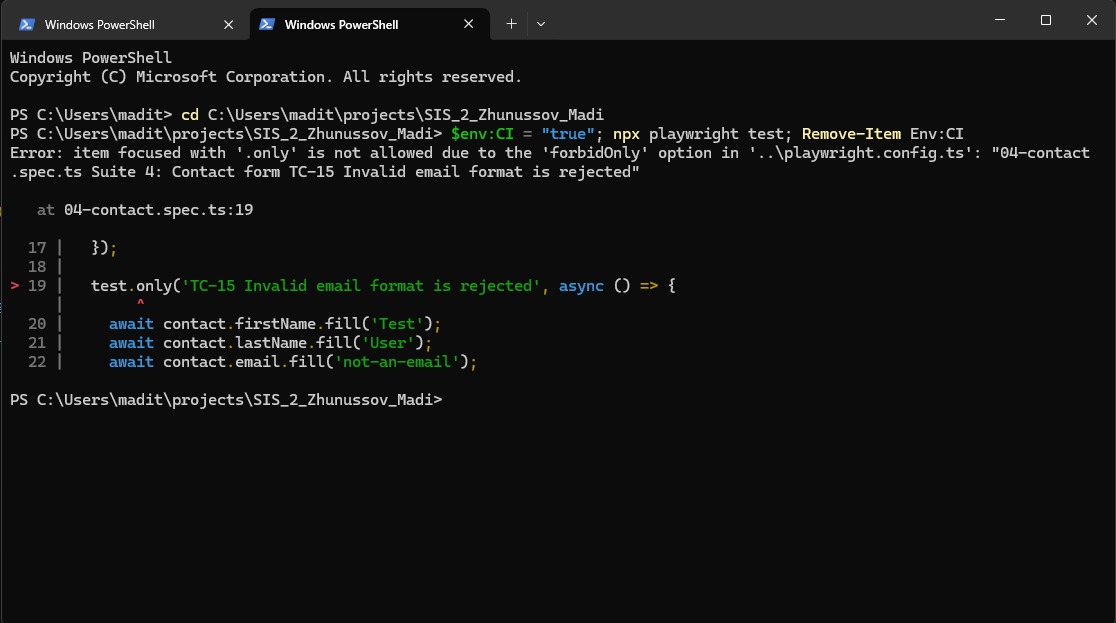 Windows PowerShell
Windows PowerShell
Windows PowerShell
Copyright (C) Microsoft Corporation. All rights reserved.
PS C:\Users\madit> cd C:\Users\madit\projects\SIS_2_Zhunussov_Madi
PS C:\Users\madit\projects\SIS_2_Zhunussov_Madi> $env:CI = "true"; npx playwright test; Remove-Item Env:CI
Error: item focused with '.only' is not allowed due to the 'forbidOnly' option in '..\playwright.config.ts': "04-contact
.spec.ts Suite 4: Contact form TC-15 Invalid email format is rejected"
at 04-contact.spec.ts:19
17 |   });
18 |
> 19 |   test.only('TC-15 Invalid email format is rejected', async () => {
|        ^
20 |     await contact.firstName.fill('Test');
21 |     await contact.lastName.fill('User');
22 |     await contact.email.fill('not-an-email');
PS C:\Users\madit\projects\SIS_2_Zhunussov_Madi>